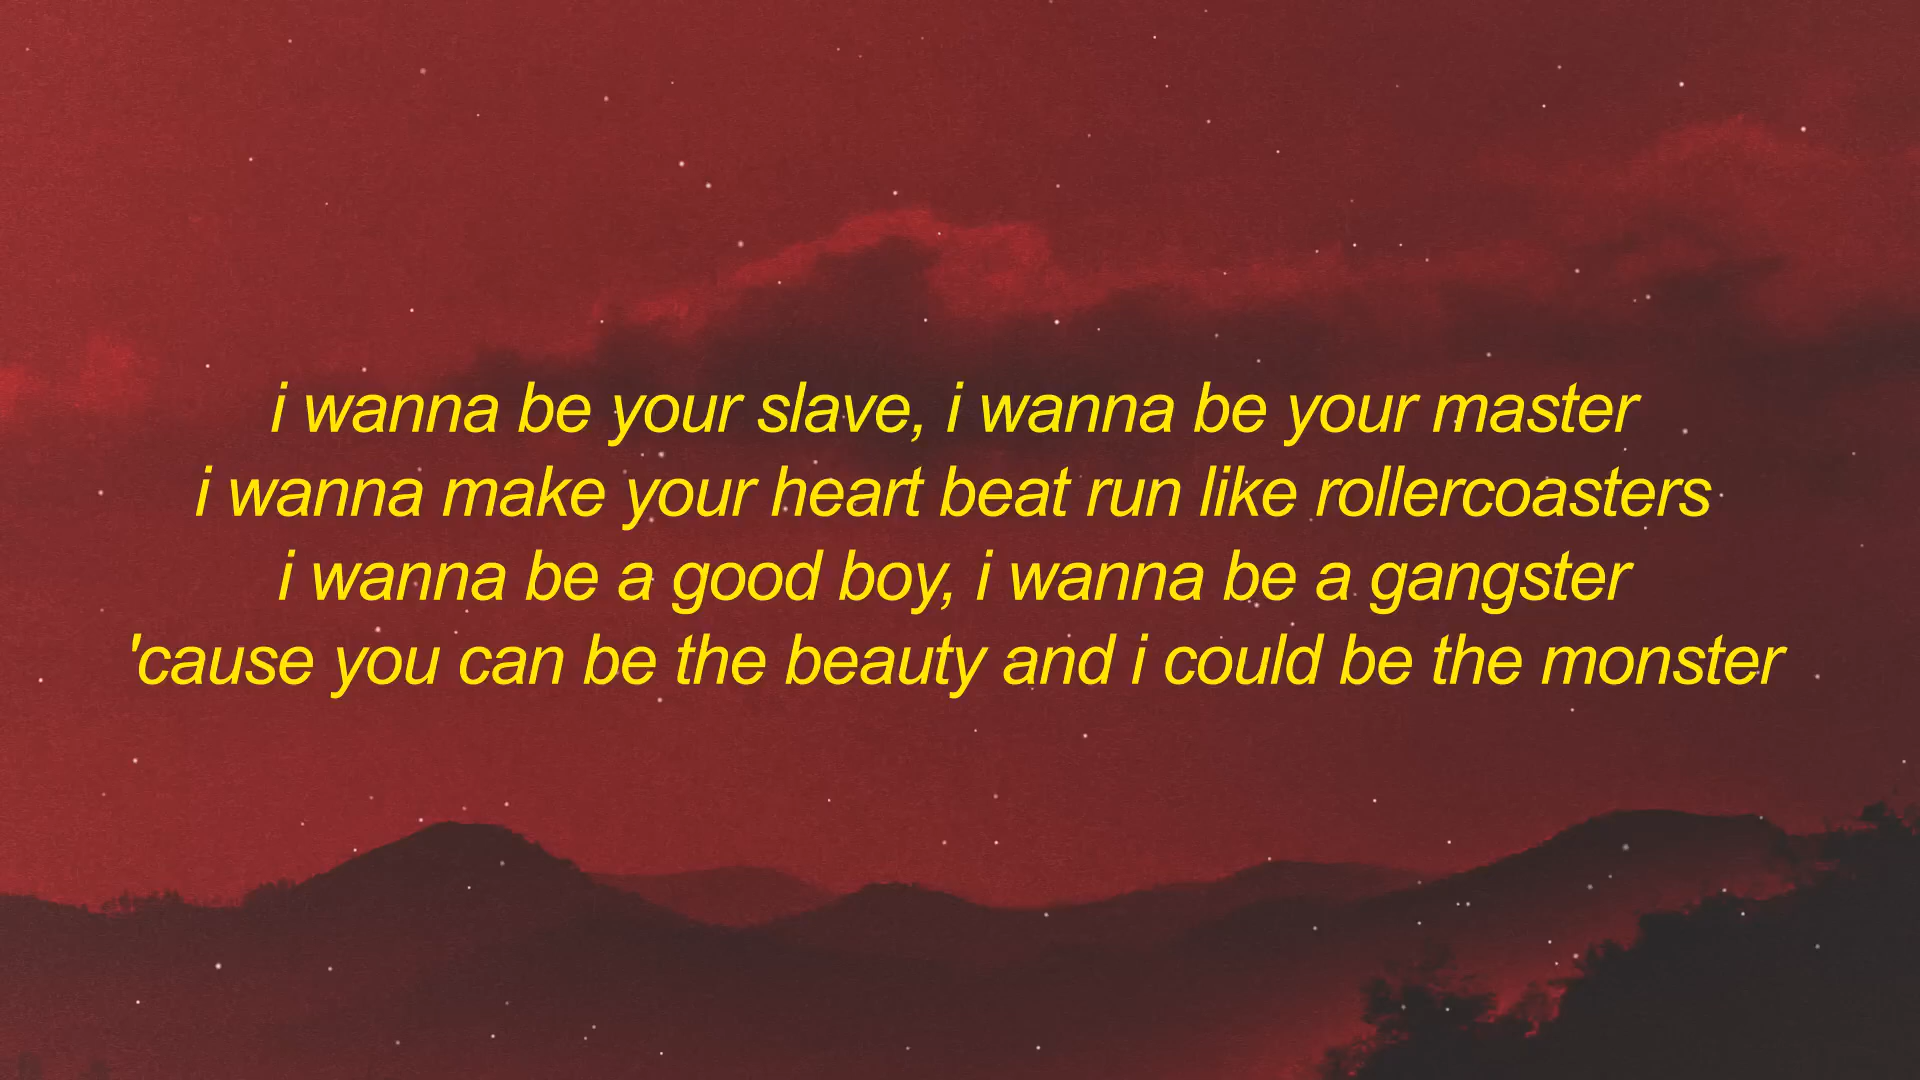 i wanna be your slave, i wanna be your master
i wanna make your heart beat run like rollercoasters
i wanna be a good boy, i wanna be a gangster
'cause you can be the beauty and i could be the monster